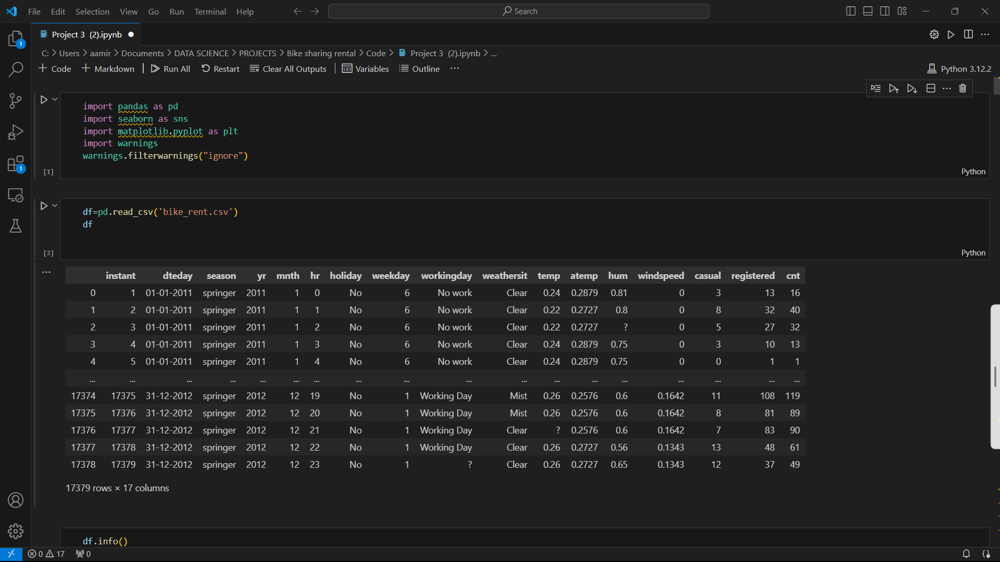 File Edit Selection View Go Run Terminal Help Search
Project 3 (2).ipynb
C: > Users > aamir > Documents > DATA SCIENCE > PROJECTS > Bike sharing rental > Code > Project 3 (2).ipynb > ...
+ Code + Markdown | Run All Restart Clear All Outputs | Variables Outline ... Python 3.12.2
import pandas as pd
import seaborn as sns
import matplotlib.pyplot as plt
import warnings
warnings.filterwarnings("ignore")
[1] Python
df=pd.read_csv('bike_rent.csv')
df
[2] Python
instant dteday season yr mnth hr holiday weekday workingday weathersit temp atemp hum windspeed casual registered cnt
0 1 01-01-2011 springer 2011 1 0 No 6 No work Clear 0.24 0.2879 0.81 0 3 13 16
1 2 01-01-2011 springer 2011 1 1 No 6 No work Clear 0.22 0.2727 0.8 0 8 32 40
2 3 01-01-2011 springer 2011 1 2 No 6 No work Clear 0.22 0.2727 ? 0 5 27 32
3 4 01-01-2011 springer 2011 1 3 No 6 No work Clear 0.24 0.2879 0.75 0 3 10 13
4 5 01-01-2011 springer 2011 1 4 No 6 No work Clear 0.24 0.2879 0.75 0 0 1 1
... ... ... ... ... ... ... ... ... ... ... ... ... ... ... ... ... ...
17374 17375 31-12-2012 springer 2012 12 19 No 1 Working Day Mist 0.26 0.2576 0.6 0.1642 11 108 119
17375 17376 31-12-2012 springer 2012 12 20 No 1 Working Day Mist 0.26 0.2576 0.6 0.1642 8 81 89
17376 17377 31-12-2012 springer 2012 12 21 No 1 Working Day Clear ? 0.2576 0.6 0.1642 7 83 90
17377 17378 31-12-2012 springer 2012 12 22 No 1 Working Day Clear 0.26 0.2727 0.56 0.1343 13 48 61
17378 17379 31-12-2012 springer 2012 12 23 No 1 ? Clear 0.26 0.2727 0.65 0.1343 12 37 49
17379 rows × 17 columns
df.info()
0 17 0
1
1